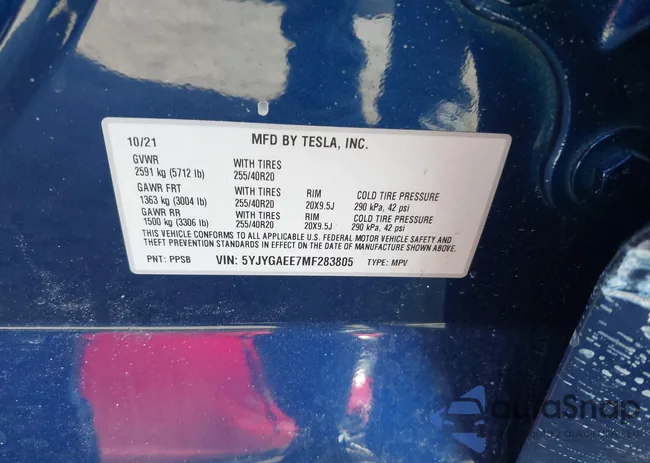 10/21 MFD BY TESLA, INC.
GVWR
2591 kg (5712 lb)
WITH TIRES
255/40R20
GAWR FRT
1363 kg (3004 lb)
WITH TIRES
255/40R20
RIM
20X9.5J
COLD TIRE PRESSURE
290 kPa, 42 psi
GAWR RR
1500 kg (3306 lb)
WITH TIRES
255/40R20
RIM
20X9.5J
COLD TIRE PRESSURE
290 kPa, 42 psi
THIS VEHICLE CONFORMS TO ALL APPLICABLE U.S. FEDERAL MOTOR VEHICLE SAFETY AND
THEFT PREVENTION STANDARDS IN EFFECT ON THE DATE OF MANUFACTURE SHOWN ABOVE.
PNT: PPSB VIN: 5YJYGAEE7MF283805 TYPE: MPV